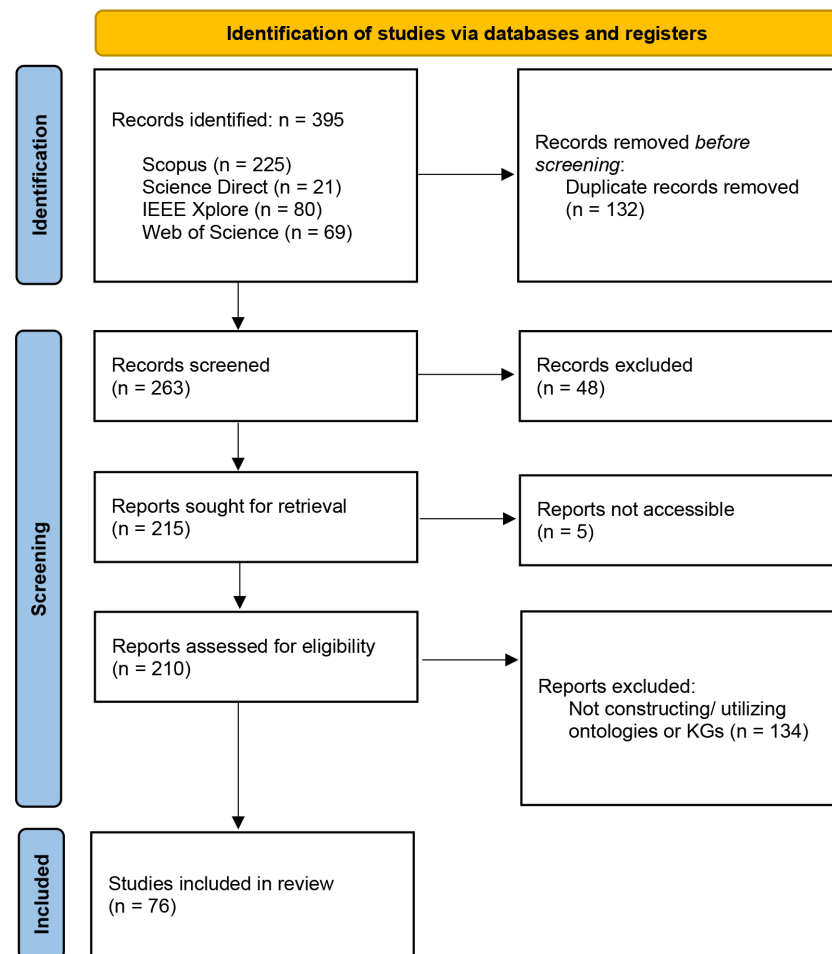 Identification of studies via databases and registers
Identification
Records identified: n = 395
Scopus (n = 225)
Science Direct (n = 21)
IEEE Xplore (n = 80)
Web of Science (n = 69)
Records removed before
screening:
Duplicate records removed
(n = 132)
Screening
Records screened
(n = 263)
Records excluded
(n = 48)
Reports sought for retrieval
(n = 215)
Reports not accessible
(n = 5)
Reports assessed for eligibility
(n = 210)
Reports excluded:
Not constructing/ utilizing
ontologies or KGs (n = 134)
Included
Studies included in review
(n = 76)